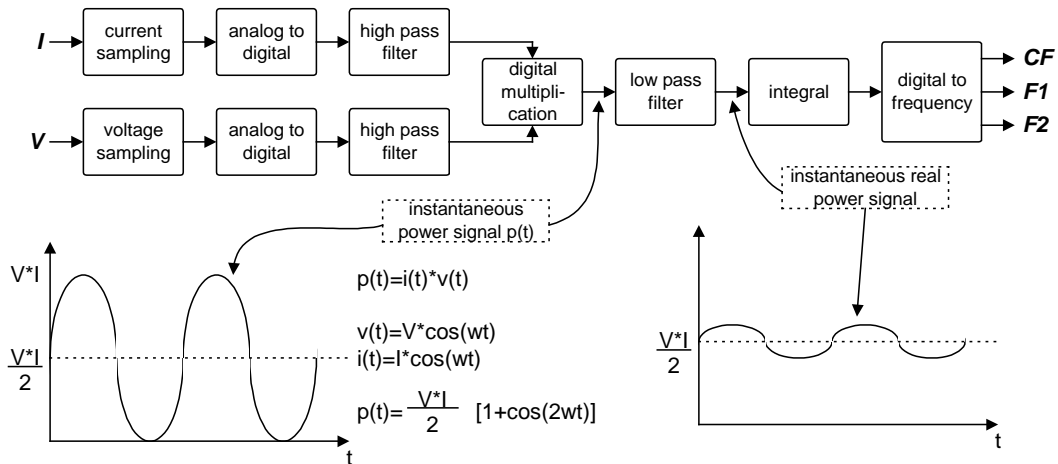 I
current
sampling
analog to
digital
high pass
filter
V
voltage
sampling
analog to
digital
high pass
filter
digital
multipli-
cation
low pass
filter
integral
digital to
frequency
CF
F1
F2
instantaneous
power signal p(t)
instantaneous real
power signal
V*I
V*I
2
t
p(t)=i(t)*v(t)
v(t)=V*cos(wt)
i(t)=I*cos(wt)
p(t)= V*I/2 [1+cos(2wt)]
V*I
2
t